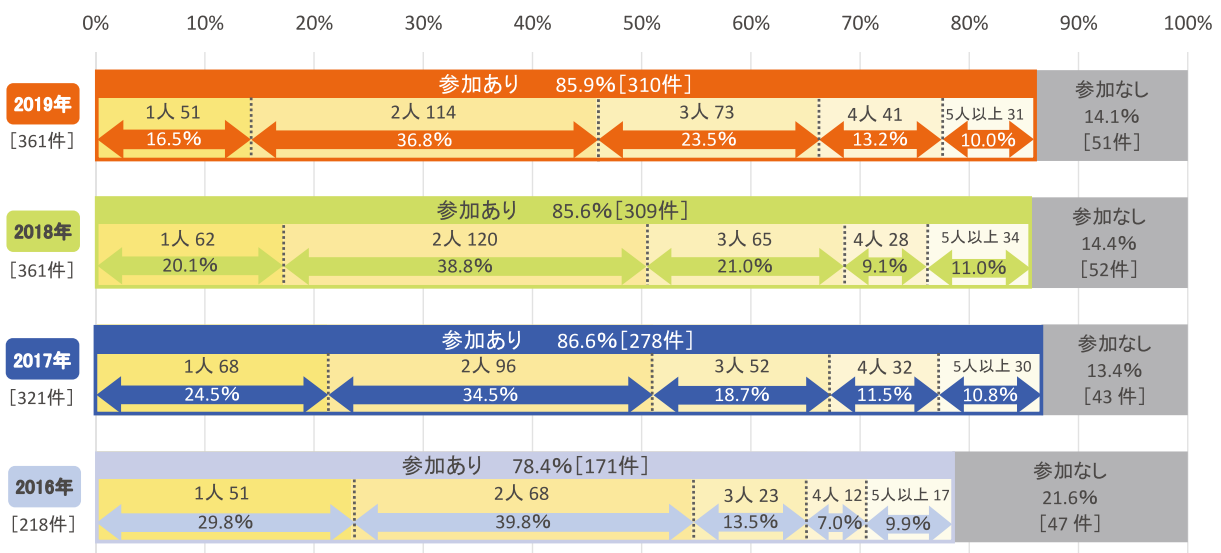 0% 10% 20% 30% 40% 50% 60% 70% 80% 90% 100%
2019年
[361件]
参加あり 85.9%[310件]
1人 51 2人 114 3人 73 4人 41 5人以上 31
16.5% 36.8% 23.5% 13.2% 10.0%
参加なし
14.1%
[51件]
2018年
[361件]
参加あり 85.6%[309件]
1人 62 2人 120 3人 65 4人 28 5人以上 34
20.1% 38.8% 21.0% 9.1% 11.0%
参加なし
14.4%
[52件]
2017年
[321件]
参加あり 86.6%[278件]
1人 68 2人 96 3人 52 4人 32 5人以上 30
24.5% 34.5% 18.7% 11.5% 10.8%
参加なし
13.4%
[43 件]
2016年
[218件]
参加あり 78.4%[171件]
1人 51 2人 68 3人 23 4人 12 5人以上 17
29.8% 39.8% 13.5% 7.0% 9.9%
参加なし
21.6%
[47 件]